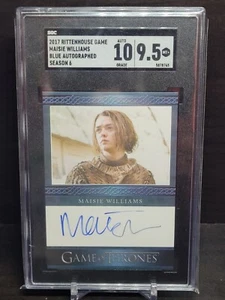 SGC
2017 RITTENHOUSE GAME
MAISIE WILLIAMS
BLUE AUTOGRAPHED
SEASON 6
AUTO
10
GRADE
9.5
MAISIE WILLIAMS
GAME OF THRONES